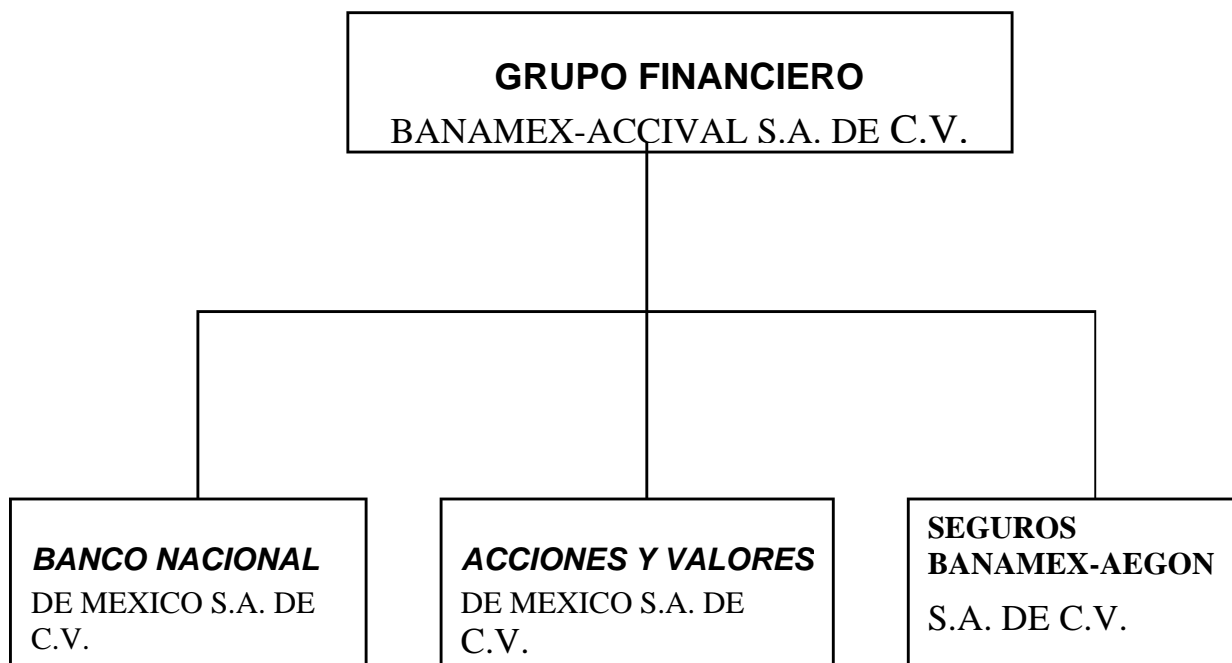 GRUPO FINANCIERO
BANAMEX-ACCIVAL S.A. DE C.V.
BANCO NACIONAL
DE MEXICO S.A. DE
C.V.
ACCIONES Y VALORES
DE MEXICO S.A. DE
C.V.
SEGUROS
BANAMEX-AEGON
S.A. DE C.V.